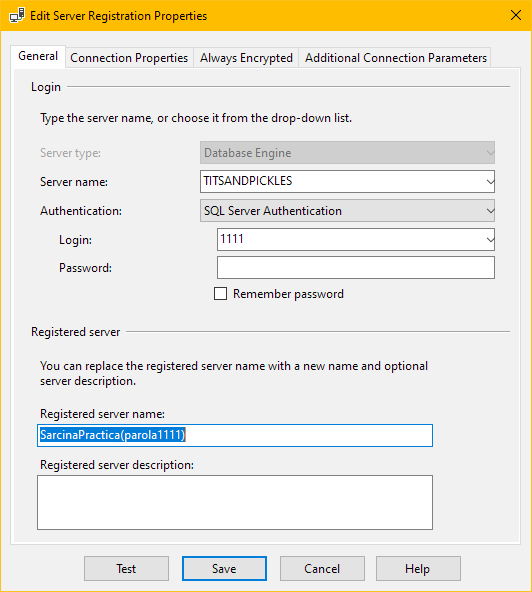 Edit Server Registration Properties
General
Connection Properties
Always Encrypted
Additional Connection Parameters
Login
Type the server name, or choose it from the drop-down list.
Server type:
Database Engine
Server name:
TITSANDPICKLES
Authentication:
SQL Server Authentication
Login:
1111
Password:
Remember password
Registered server
You can replace the registered server name with a new name and optional
server description.
Registered server name:
SarcinaPractica(parola1111)
Registered server description:
Test
Save
Cancel
Help